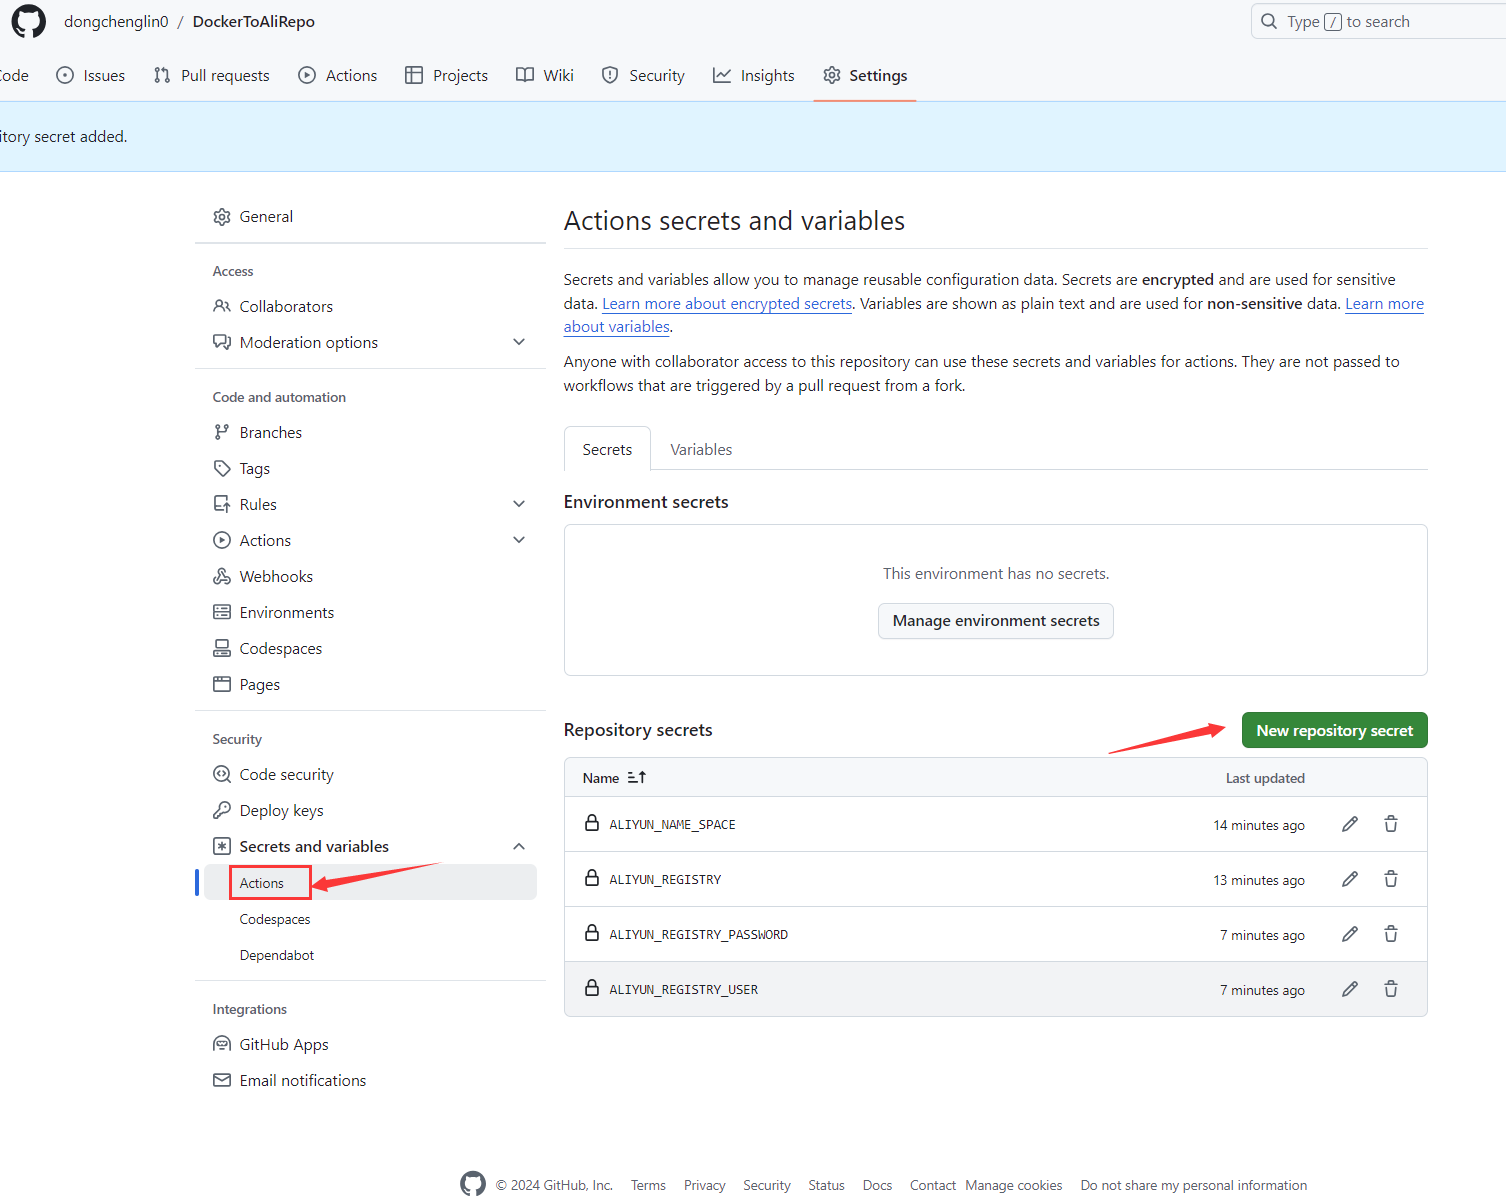 dongchenglin0 / DockerToAliRepo
Type / to search
ode Issues Pull requests Actions Projects Wiki Security Insights Settings
itory secret added.
General
Access
Collaborators
Moderation options
Code and automation
Branches
Tags
Rules
Actions
Webhooks
Environments
Codespaces
Pages
Security
Code security
Deploy keys
Secrets and variables
Actions
Codespaces
Dependabot
Integrations
GitHub Apps
Email notifications
Actions secrets and variables
Secrets and variables allow you to manage reusable configuration data. Secrets are encrypted and are used for sensitive
data. Learn more about encrypted secrets. Variables are shown as plain text and are used for non-sensitive data. Learn more
about variables.
Anyone with collaborator access to this repository can use these secrets and variables for actions. They are not passed to
workflows that are triggered by a pull request from a fork.
Secrets Variables
Environment secrets
This environment has no secrets.
Manage environment secrets
Repository secrets
New repository secret
Name Last updated
ALIYUN_NAME_SPACE 14 minutes ago
ALIYUN_REGISTRY 13 minutes ago
ALIYUN_REGISTRY_PASSWORD 7 minutes ago
ALIYUN_REGISTRY_USER 7 minutes ago
© 2024 GitHub, Inc. Terms Privacy Security Status Docs Contact Manage cookies Do not share my personal information